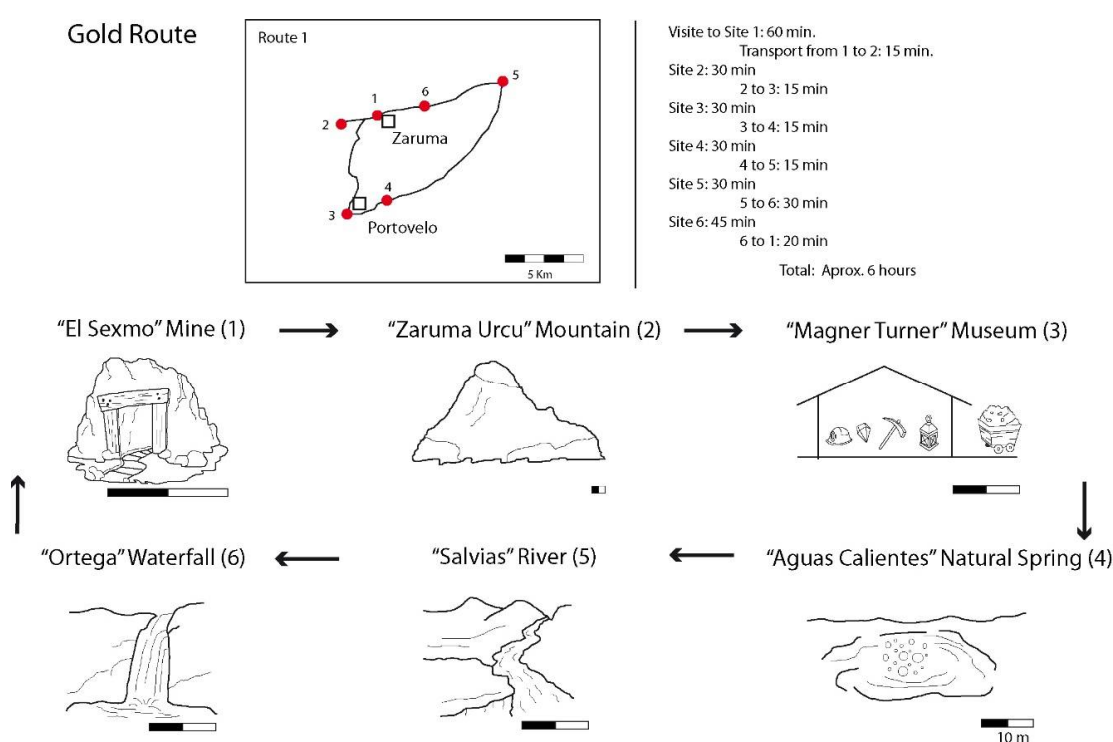 Gold Route
Route 1
5
6
1
2
Zaruma
4
3
Portovelo
5 Km
Visite to Site 1: 60 min.
Transport from 1 to 2: 15 min.
Site 2: 30 min
2 to 3: 15 min
Site 3: 30 min
3 to 4: 15 min
Site 4: 30 min
4 to 5: 15 min
Site 5: 30 min
5 to 6: 30 min
Site 6: 45 min
6 to 1: 20 min
Total: Aprox. 6 hours
“El Sexmo” Mine (1)
“Zaruma Urcu” Mountain (2)
“Magner Turner” Museum (3)
“Ortega” Waterfall (6)
“Salvias” River (5)
“Aguas Calientes” Natural Spring (4)
10 m